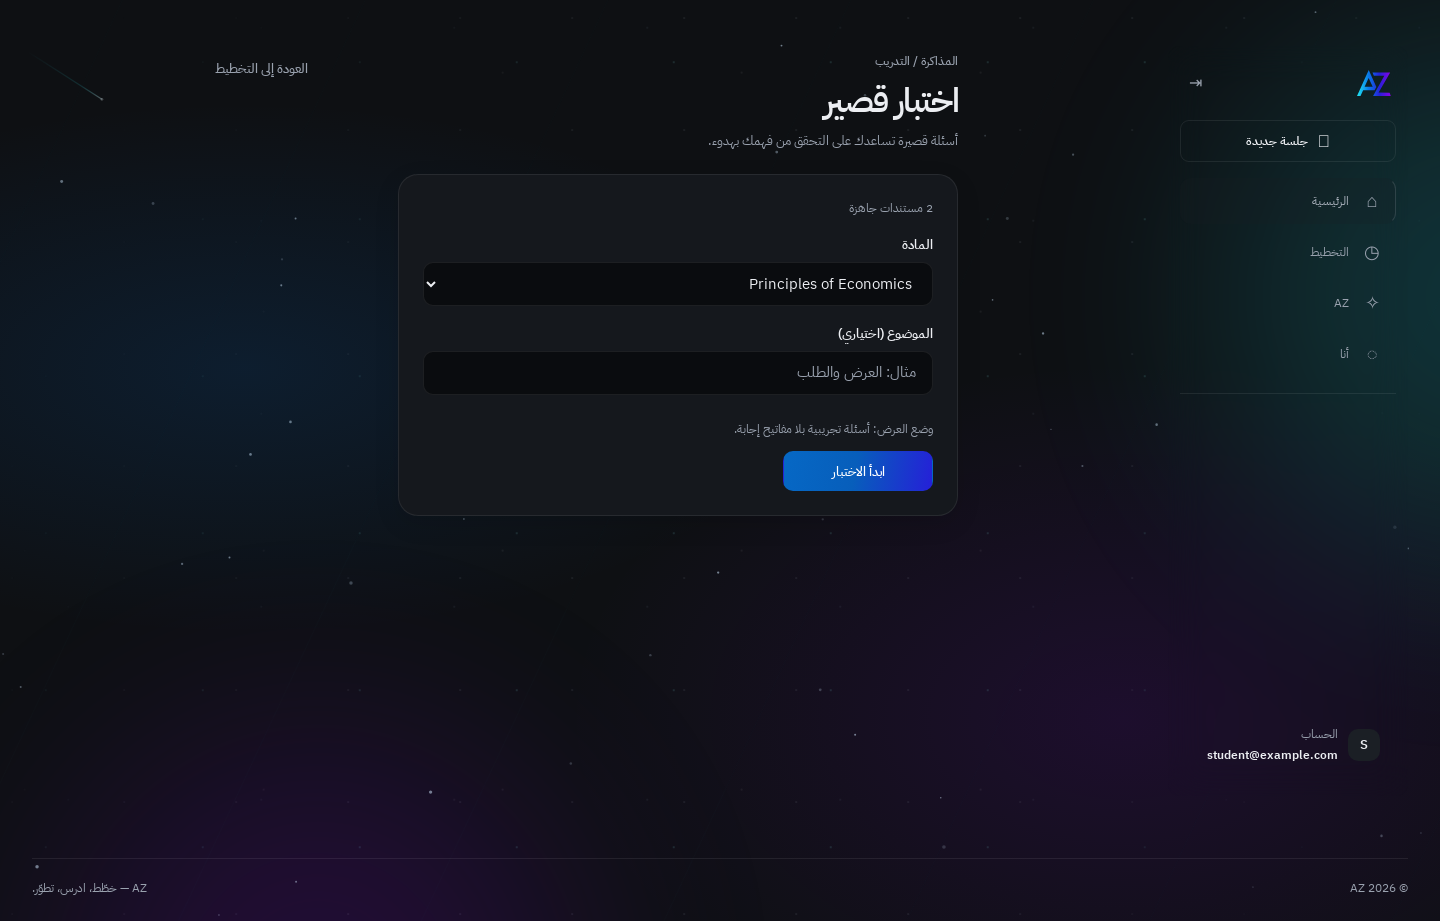 AZ
جلسة جديدة
الرئيسية
التخطيط
AZ
أنا
الحساب
S
student@example.com
المذاكرة / التدريب
العودة إلى التخطيط
اختبار قصير
أسئلة قصيرة تساعدك على التحقق من فهمك بهدوء.
2 مستندات جاهزة
المادة
Principles of Economics
الموضوع (اختياري)
مثال: العرض والطلب
وضع العرض: أسئلة تجريبية بلا مفاتيح إجابة.
ابدأ الاختبار
© 2026 AZ
AZ — خطّط، ادرس، تطوّر.